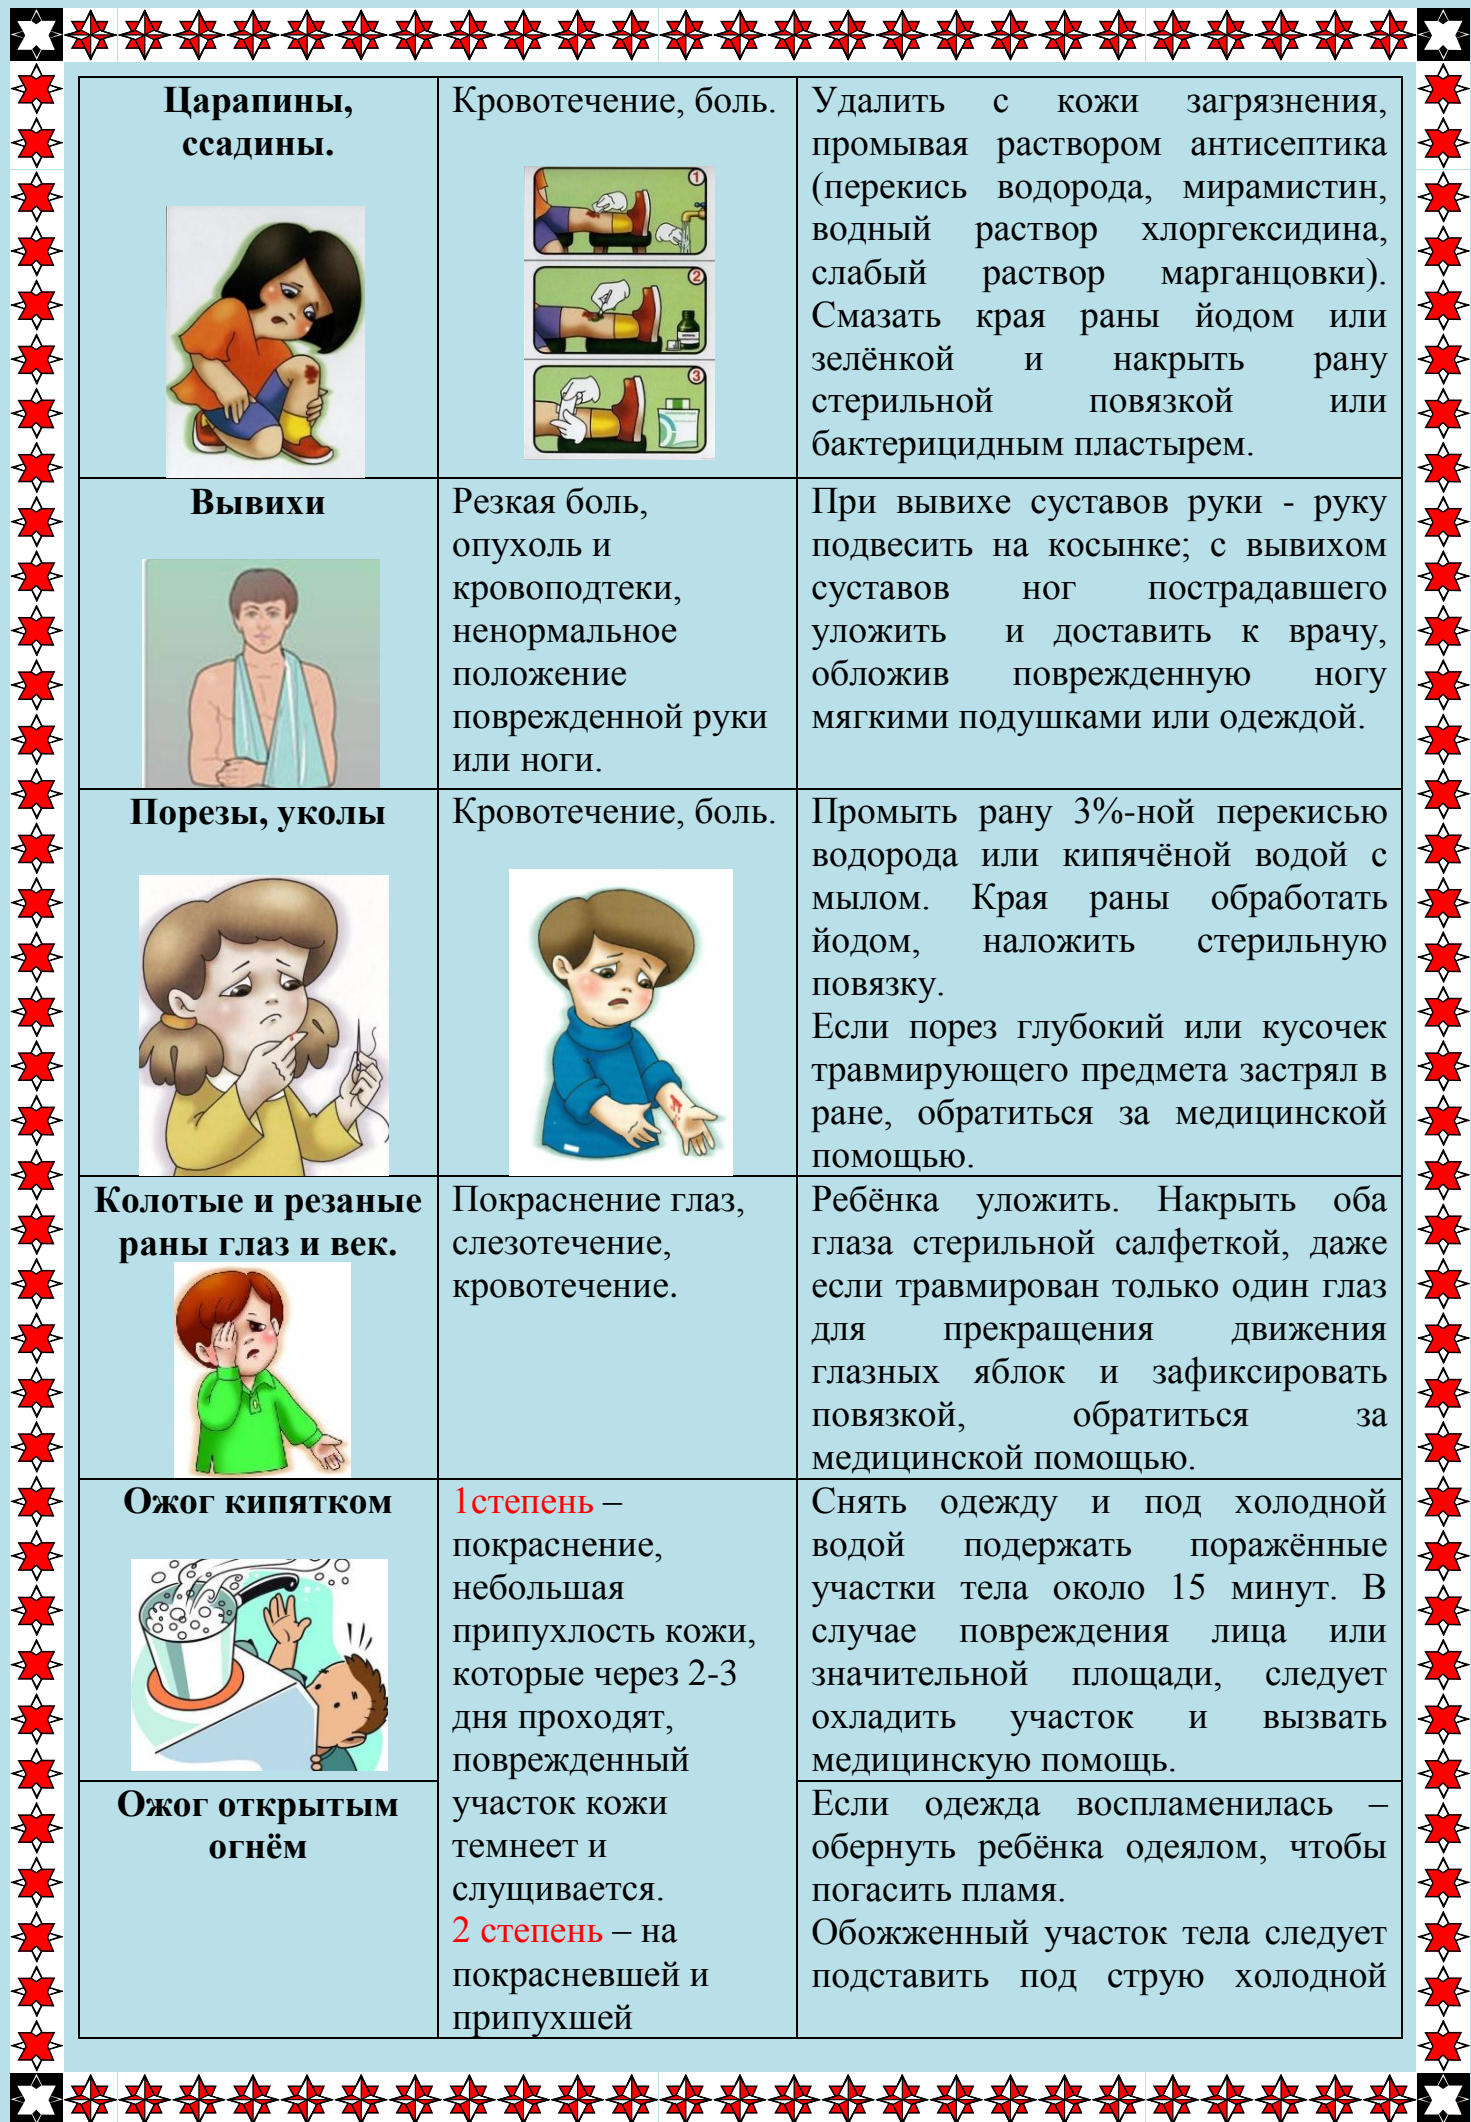 Царапины,
ссадины.
Кровотечение, боль.
1
2
3
Удалить с кожи загрязнения,
промывая раствором антисептика
(перекись водорода, мирамистин,
водный раствор хлоргексидина,
слабый раствор марганцовки).
Смазать края раны йодом или
зелёнкой и накрыть рану
стерильной повязкой или
бактерицидным пластырем.
Вывихи
Резкая боль,
опухоль и
кровоподтеки,
ненормальное
положение
поврежденной руки
или ноги.
При вывихе суставов руки - руку
подвесить на косынке; с вывихом
суставов ног пострадавшего
уложить и доставить к врачу,
обложив поврежденную ногу
мягкими подушками или одеждой.
Порезы, уколы
Кровотечение, боль.
Промыть рану 3%-ной перекисью
водорода или кипячёной водой с
мылом. Края раны обработать
йодом, наложить стерильную
повязку.
Если порез глубокий или кусочек
травмирующего предмета застрял в
ране, обратиться за медицинской
помощью.
Колотые и резаные
раны глаз и век.
Покраснение глаз,
слезотечение,
кровотечение.
Ребёнка уложить. Накрыть оба
глаза стерильной салфеткой, даже
если травмирован только один глаз
для прекращения движения
глазных яблок и зафиксировать
повязкой, обратиться за
медицинской помощью.
Ожог кипятком
1степень –
покраснение,
небольшая
припухлость кожи,
которые через 2-3
дня проходят,
поврежденный
участок кожи
темнеет и
слущивается.
2 степень – на
покрасневшей и
припухшей
Снять одежду и под холодной
водой подержать поражённые
участки тела около 15 минут. В
случае повреждения лица или
значительной площади, следует
охладить участок и вызвать
медицинскую помощь.
Ожог открытым
огнём
Если одежда воспламенилась –
обернуть ребёнка одеялом, чтобы
погасить пламя.
Обожженный участок тела следует
подставить под струю холодной